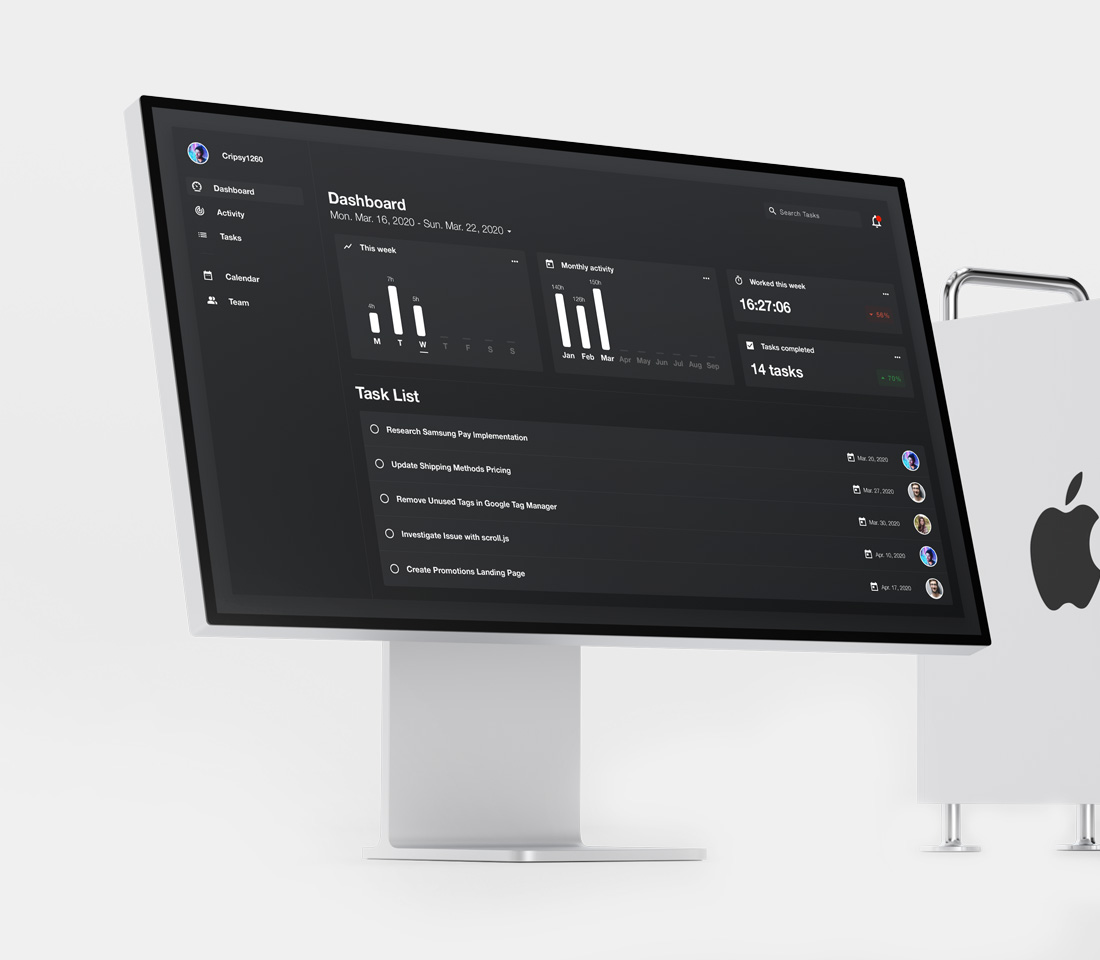 Cripsy1260
Dashboard
Activity
Tasks
Calendar
Team
Dashboard
Mon. Mar. 16, 2020 - Sun. Mar. 22, 2020
Search Tasks
This week
4h
7h
5h
M T W T F S S
Monthly activity
140h
126h
150h
Jan Feb Mar Apr May Jun Jul Aug Sep
Worked this week
16:27:06
56%
Tasks completed
14 tasks
70%
Task List
Research Samsung Pay Implementation
Mar. 20, 2020
Update Shipping Methods Pricing
Mar. 27, 2020
Remove Unused Tags in Google Tag Manager
Mar. 30, 2020
Investigate Issue with scroll.js
Apr. 10, 2020
Create Promotions Landing Page
Apr. 17, 2020